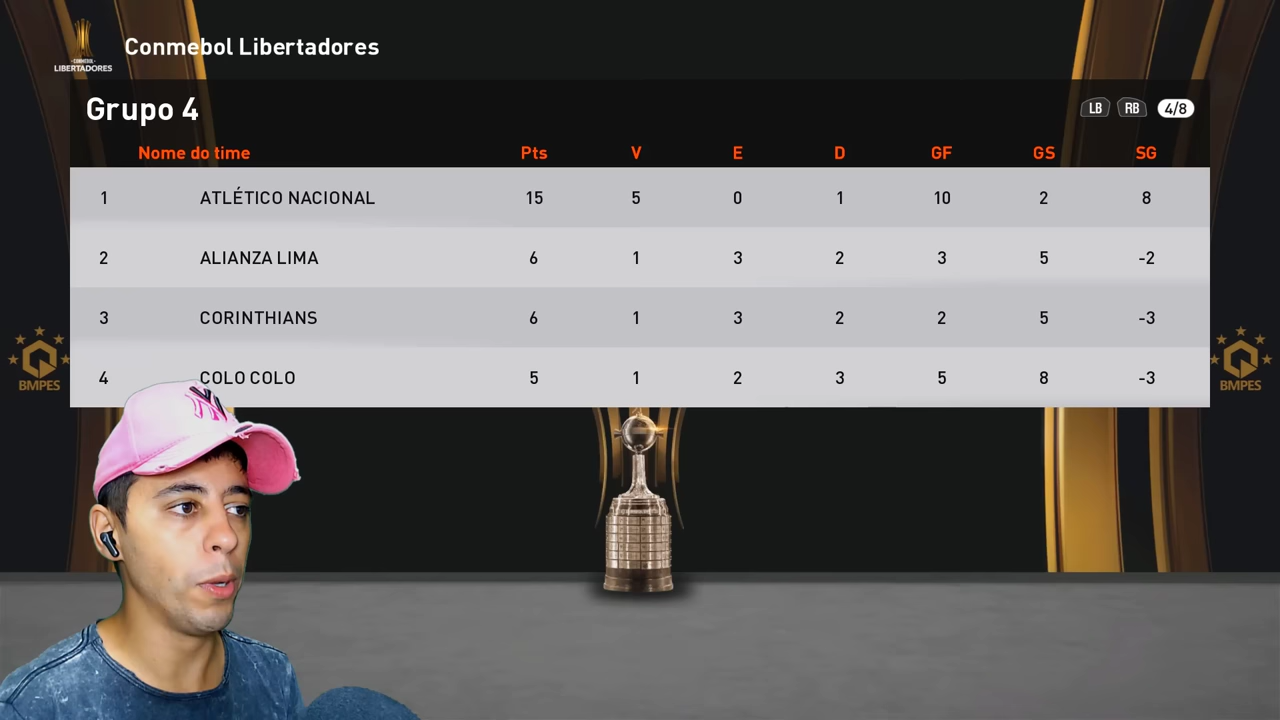 Conmebol Libertadores
CONMEBOL
LIBERTADORES
Grupo 4
LB RB 4/8
Nome do time Pts V E D GF GS SG
1 ATLÉTICO NACIONAL 15 5 0 1 10 2 8
2 ALIANZA LIMA 6 1 3 2 3 5 -2
3 CORINTHIANS 6 1 3 2 2 5 -3
4 COLO COLO 5 1 2 3 5 8 -3
BMPES
BMPES
NY